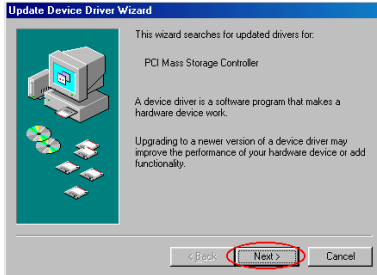 Update Device Driver Wizard
This wizard searches for updated drivers for:
PCI Mass Storage Controller
A device driver is a software program that makes a
hardware device work.
Upgrading to a newer version of a device driver may
improve the performance of your hardware device or add
functionality.
< Back Next > Cancel